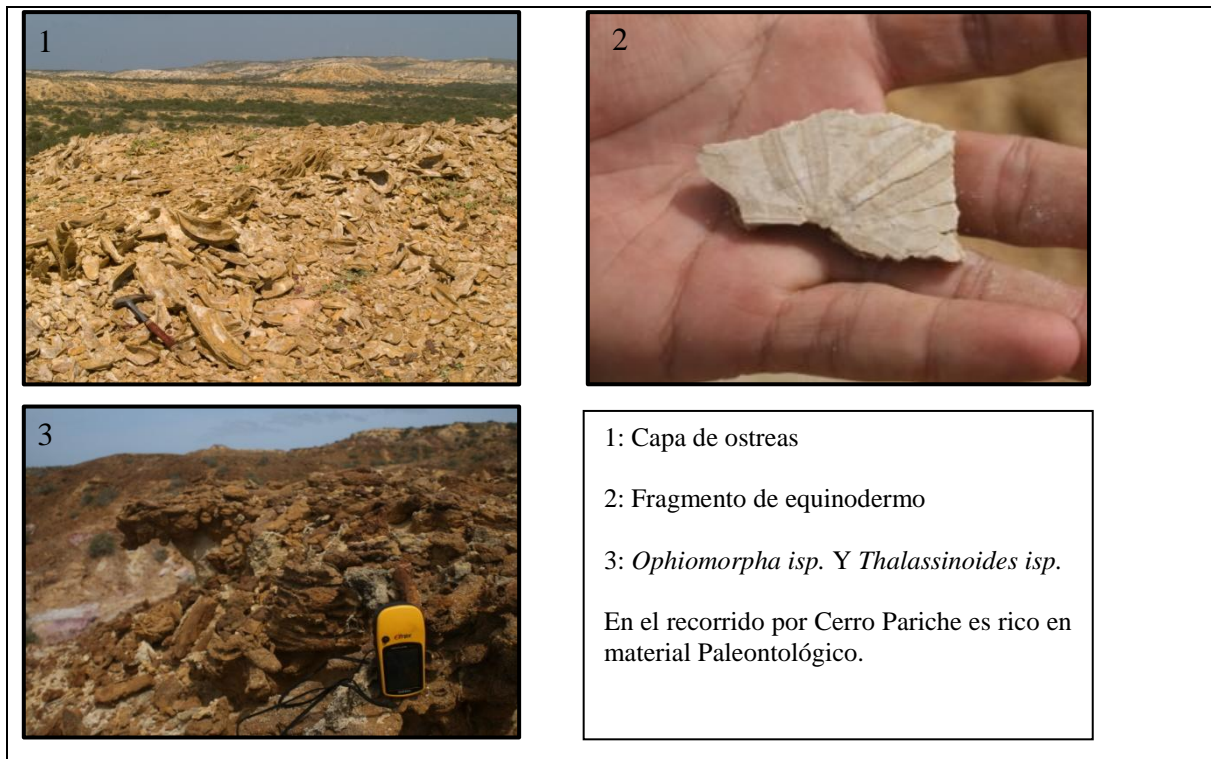 1
2
3
1: Capa de ostreas
2: Fragmento de equinodermo
3: Ophiomorpha isp. Y Thalassinoides isp.
En el recorrido por Cerro Pariche es rico en
material Paleontológico.